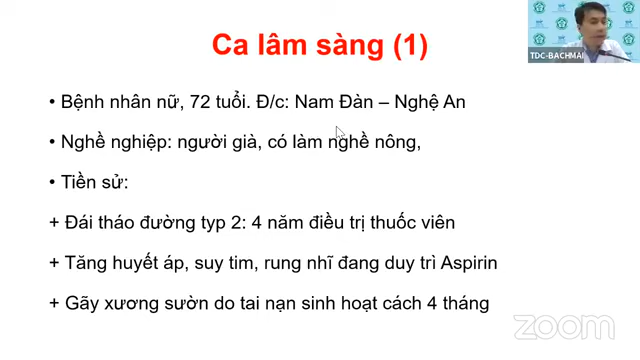 Ca lâm sàng (1)
TDC-BACHMAI
• Bệnh nhân nữ, 72 tuổi. Đ/c: Nam Đàn – Nghệ An
• Nghề nghiệp: người già, có làm nghề nông,
• Tiền sử:
+ Đái tháo đường typ 2: 4 năm điều trị thuốc viên
+ Tăng huyết áp, suy tim, rung nhĩ đang duy trì Aspirin
+ Gãy xương sườn do tai nạn sinh hoạt cách 4 tháng
zoom